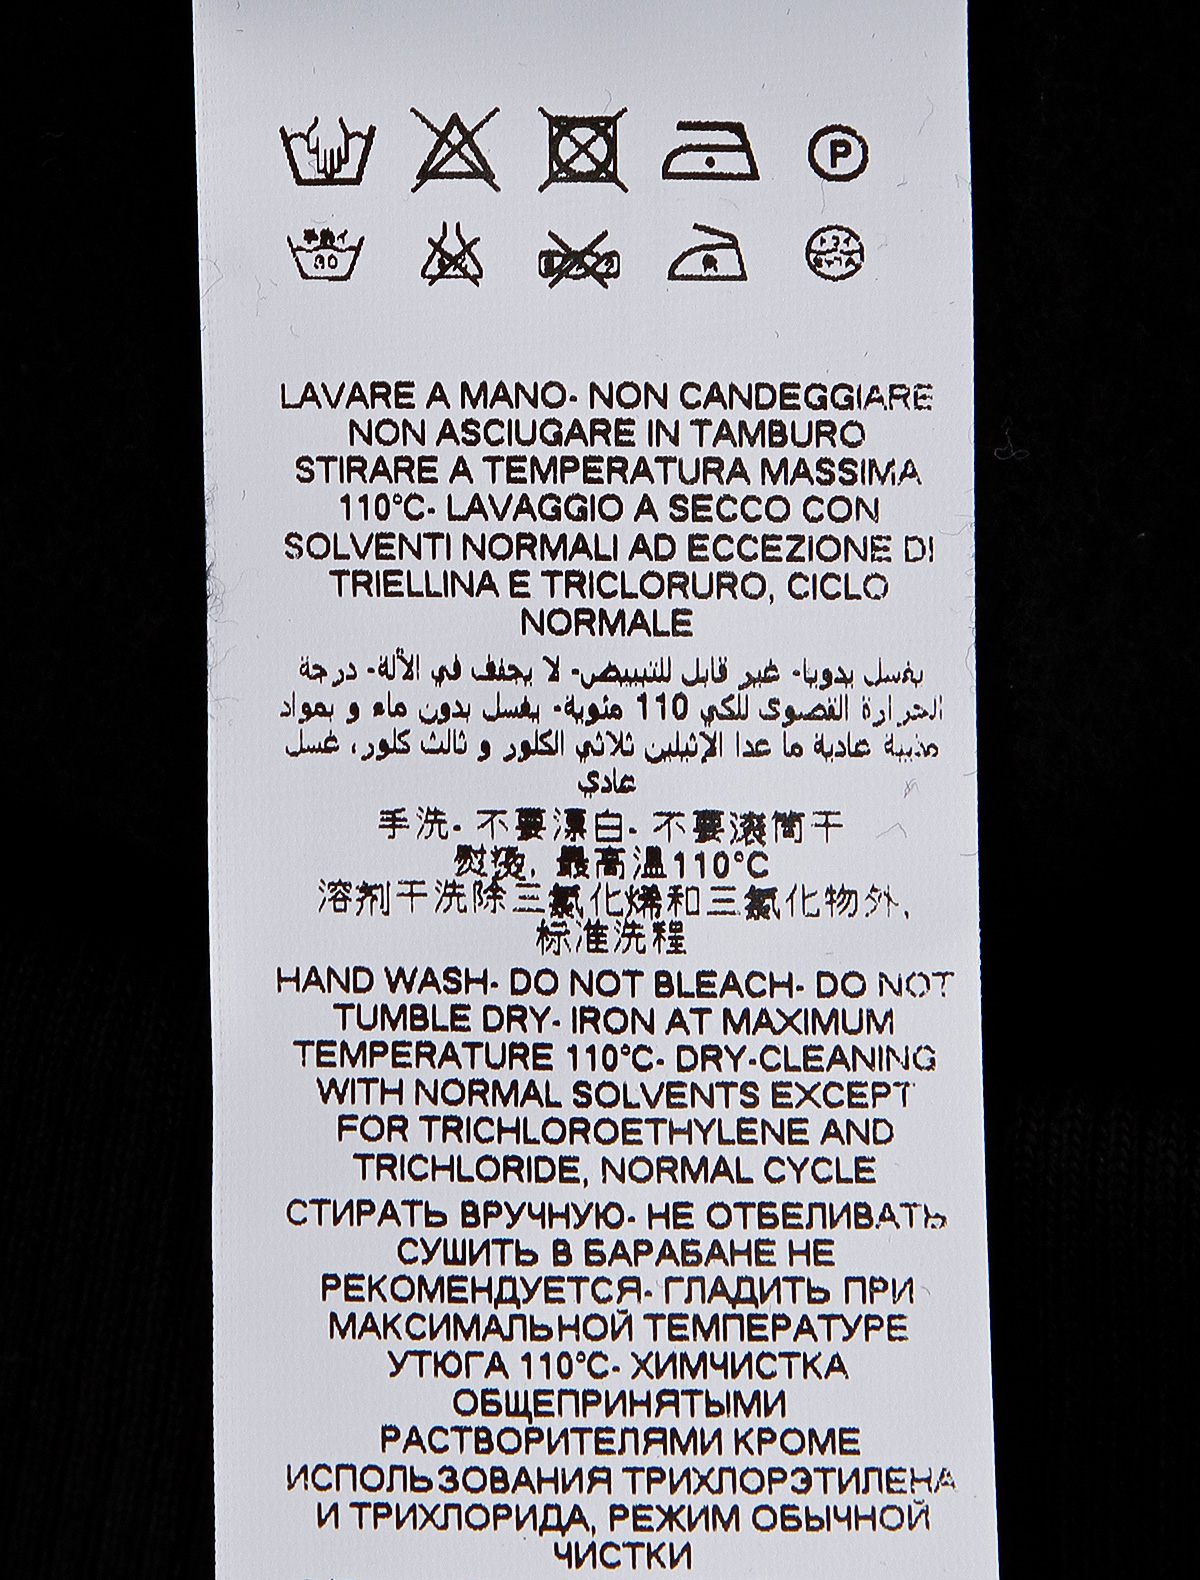 P
LAVARE A MANO- NON CANDEGGIARE
NON ASCIUGARE IN TAMBURO
STIRARE A TEMPERATURA MASSIMA
110°C- LAVAGGIO A SECCO CON
SOLVENTI NORMALI AD ECCEZIONE DI
TRIELLINA E TRICLORURO, CICLO
NORMALE
يغسل يدويا- غير قابل للتبييض- لا يجفف في الألة- درجة
الحرارة القصوى للكي 110 مئوية- يغسل بدون ماء و بمواد
مذيبة عادية ما عدا الإثيلين ثلاثي الكلور و ثالث كلور، غسل
عادي
手洗- 不要漂白- 不要滚筒干
熨烫, 最高温110°C
溶剂干洗除三氯化烯和三氯化物外,
标准洗程
HAND WASH- DO NOT BLEACH- DO NOT
TUMBLE DRY- IRON AT MAXIMUM
TEMPERATURE 110°C- DRY-CLEANING
WITH NORMAL SOLVENTS EXCEPT
FOR TRICHLOROETHYLENE AND
TRICHLORIDE, NORMAL CYCLE
СТИРАТЬ ВРУЧНУЮ- НЕ ОТБЕЛИВАТЬ
СУШИТЬ В БАРАБАНЕ НЕ
РЕКОМЕНДУЕТСЯ- ГЛАДИТЬ ПРИ
МАКСИМАЛЬНОЙ ТЕМПЕРАТУРЕ
УТЮГА 110°C- ХИМЧИСТКА
ОБЩЕПРИНЯТЫМИ
РАСТВОРИТЕЛЯМИ КРОМЕ
ИСПОЛЬЗОВАНИЯ ТРИХЛОРЭТИЛЕНА
И ТРИХЛОРИДА, РЕЖИМ ОБЫЧНОЙ
ЧИСТКИ